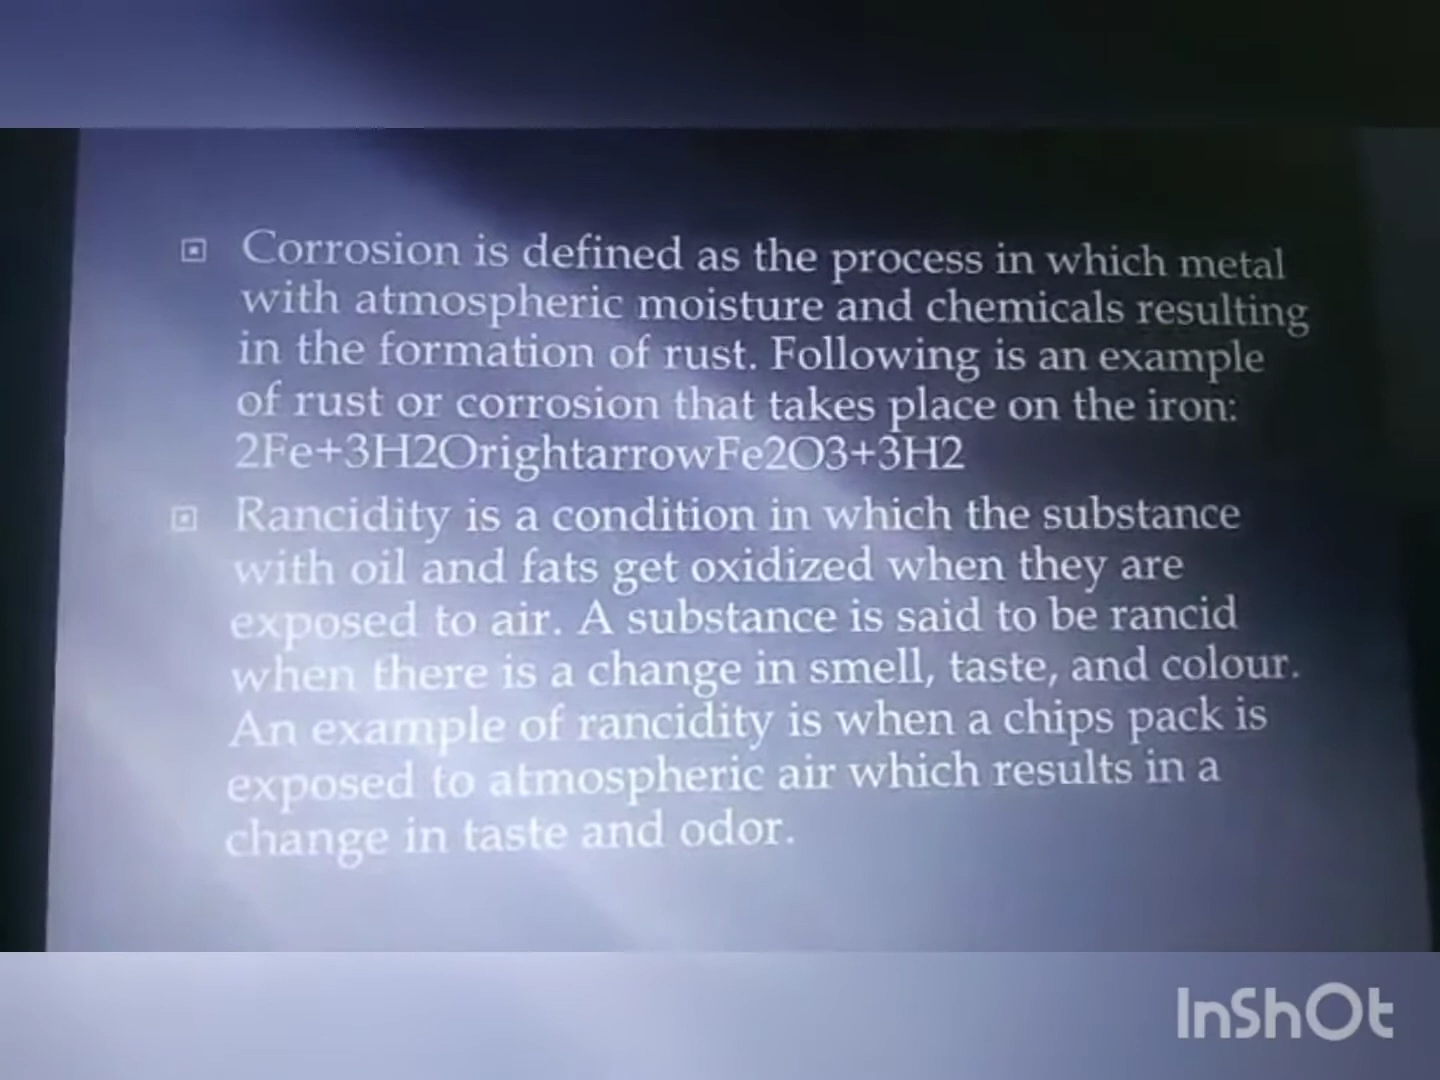 Corrosion is defined as the process in which metal
with atmospheric moisture and chemicals resulting
in the formation of rust. Following is an example
of rust or corrosion that takes place on the iron:
2Fe+3H2OrightarrowFe2O3+3H2
Rancidity is a condition in which the substance
with oil and fats get oxidized when they are
exposed to air. A substance is said to be rancid
when there is a change in smell, taste, and colour.
An example of rancidity is when a chips pack is
exposed to atmospheric air which results in a
change in taste and odor.
InShOt